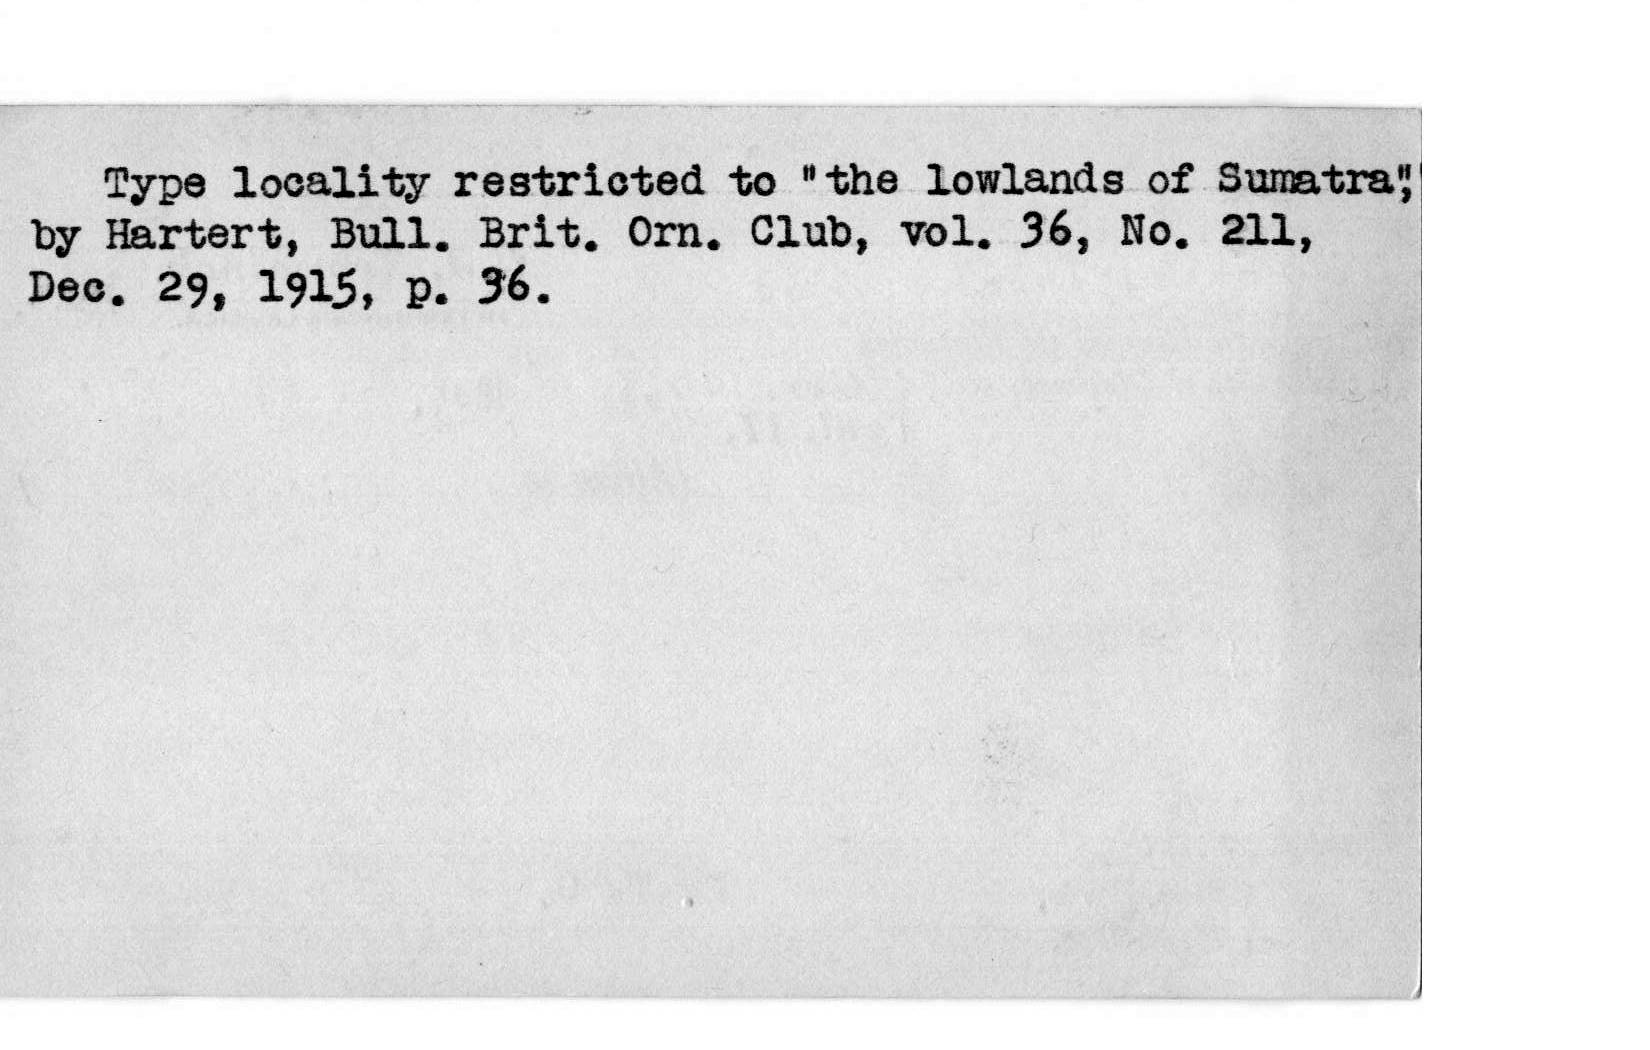 Type locality restricted to "the lowlands of Sumatra",
by Hartert, Bull. Brit. Orn. Club, vol. 36, No. 211,
Dec. 29, 1915, p. 36.